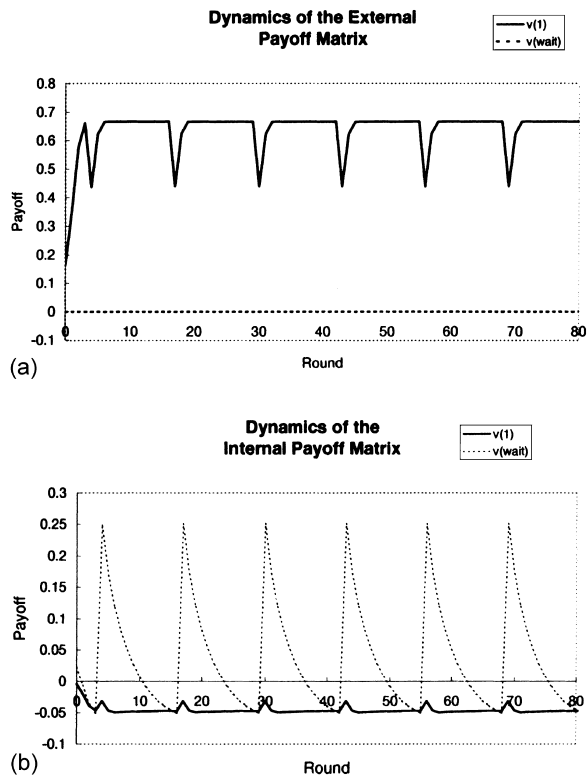 Dynamics of the External
Payoff Matrix
v(1)
v(wait)
0.8
0.7
0.6
0.5
0.4
0.3
0.2
0.1
0
-0.1
Payoff
0 10 20 30 40 50 60 70 80
Round
(a)
Dynamics of the
Internal Payoff Matrix
v(1)
v(wait)
0.3
0.25
0.2
0.15
0.1
0.05
0
-0.05
-0.1
Payoff
0 10 20 30 40 50 60 70 80
Round
(b)